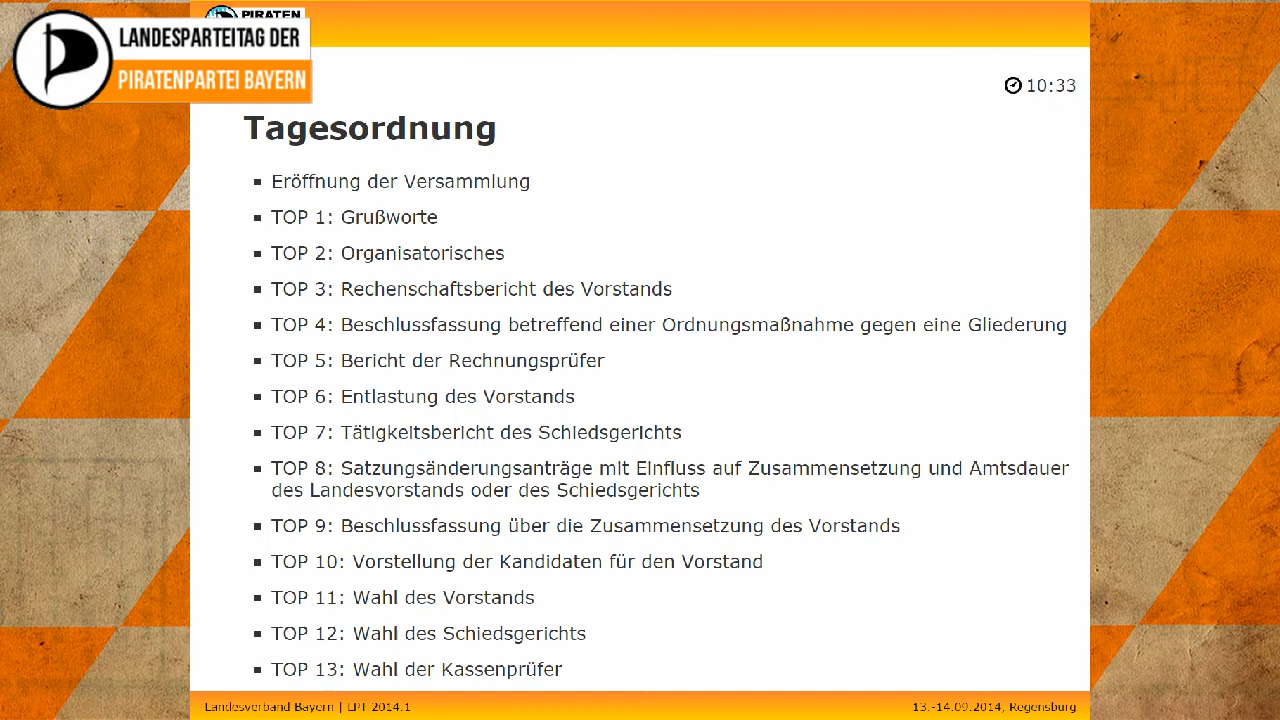 PIRATEN
LANDESPARTEITAG DER
PIRATENPARTEI BAYERN
10:33
Tagesordnung
▪ Eröffnung der Versammlung
▪ TOP 1: Grußworte
▪ TOP 2: Organisatorisches
▪ TOP 3: Rechenschaftsbericht des Vorstands
▪ TOP 4: Beschlussfassung betreffend einer Ordnungsmaßnahme gegen eine Gliederung
▪ TOP 5: Bericht der Rechnungsprüfer
▪ TOP 6: Entlastung des Vorstands
▪ TOP 7: Tätigkeitsbericht des Schiedsgerichts
▪ TOP 8: Satzungsänderungsanträge mit Einfluss auf Zusammensetzung und Amtsdauer
des Landesvorstands oder des Schiedsgerichts
▪ TOP 9: Beschlussfassung über die Zusammensetzung des Vorstands
▪ TOP 10: Vorstellung der Kandidaten für den Vorstand
▪ TOP 11: Wahl des Vorstands
▪ TOP 12: Wahl des Schiedsgerichts
▪ TOP 13: Wahl der Kassenprüfer
Landesverband Bayern | LPT 2014.1
13.-14.09.2014, Regensburg